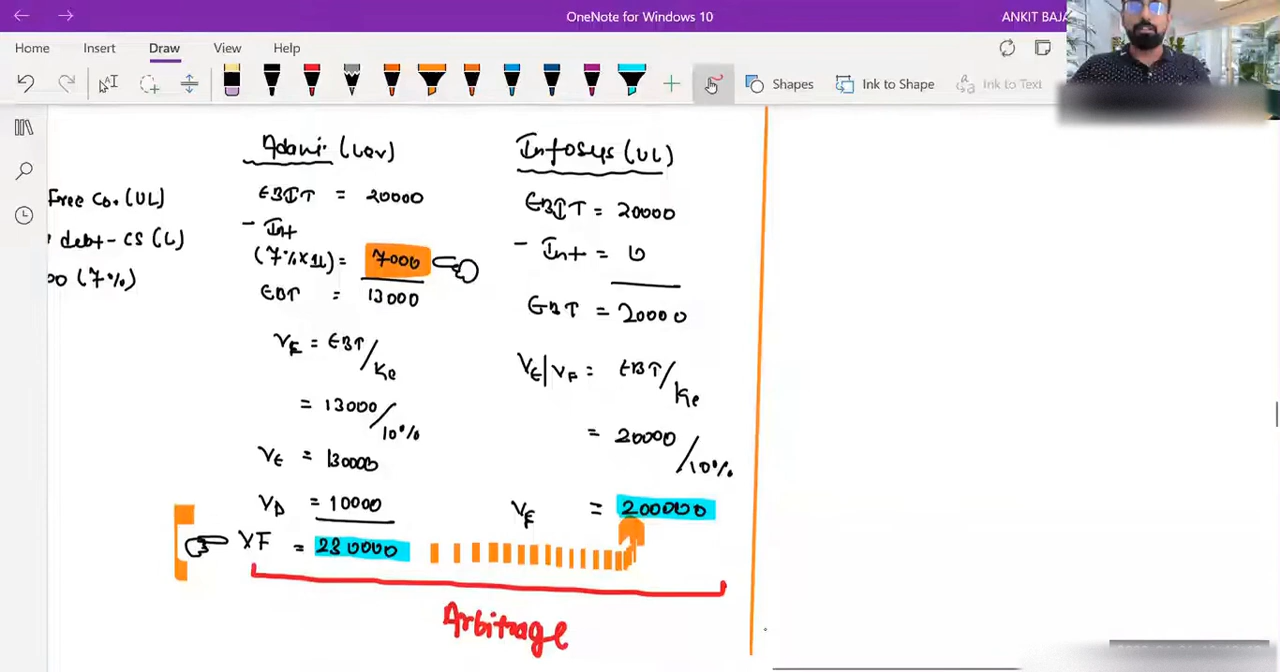 OneNote for Windows 10
ANKIT BAJA
Home Insert Draw View Help
Shapes Ink to Shape Ink to Text
Free Co. (UL)
debt-CS (L)
00 (7%)
Adani (Lev)
EBIT = 20000
- Int
(7% x 1L) = 7000
EBT = 13000
VE = EBT/Ke
= 13000/10%
VE = 130000
VD = 10000
VF = 230000
Infosys (UL)
EBIT = 20000
- Int = 0
EBT = 20000
VE/VF = EBT/Ke
= 20000/10%
VF = 200000
Arbitrage